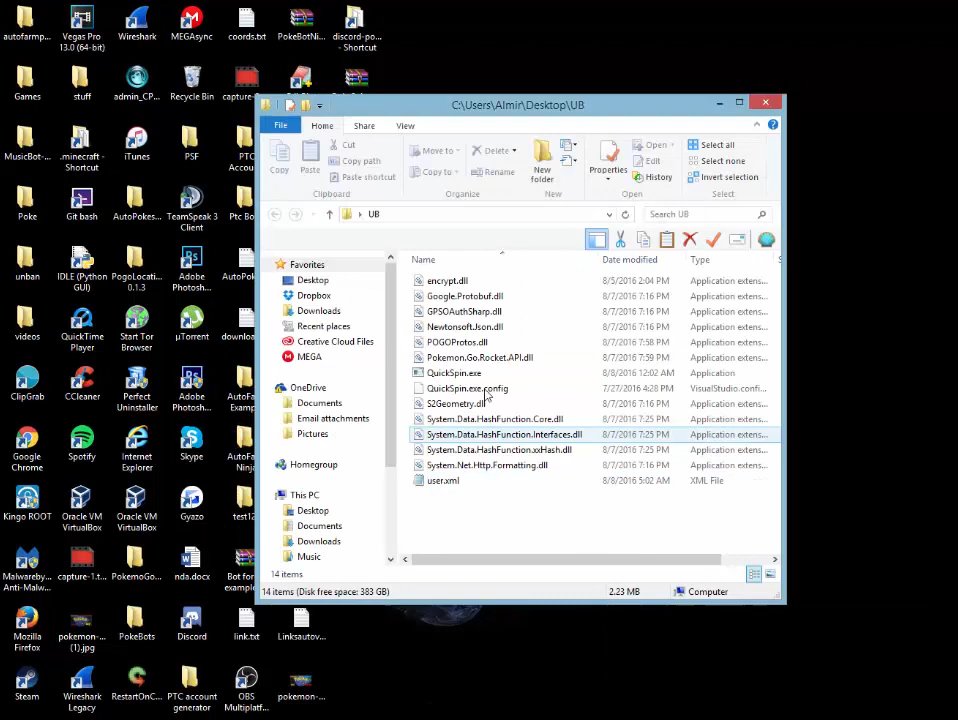 autofarmp...
Vegas Pro
13.0 (64-bit)
Wireshark
MEGAsync
coords.txt
PokeBotNi...
discord-po...
- Shortcut
Games
stuff
admin_CP...
Recycle Bin
capture-
MusicBot-...
.minecraft -
Shortcut
iTunes
PSF
PTC
Accou
Poke
Git bash
AutoPokes...
TeamSpeak 3
Client
Ptc Bo
unban
IDLE (Python
GUI)
PogoLocati...
0.1.3
Adobe
Photosh...
AutoPok
videos
QuickTime
Player
Start Tor
Browser
µTorrent
downloa
ClipGrab
CCleaner
Perfect
Uninstaller
Adobe
Photosh...
AutoFa
Examp
Google
Chrome
Spotify
Internet
Explorer
Skype
AutoFa
Ninja
Kingo ROOT
Oracle VM
VirtualBox
Oracle VM
VirtualBox
Gyazo
test12
Malwareby...
Anti-Malw...
capture-1.t...
PokemoGo...
nda.docx
Bot for
example
Mozilla
Firefox
pokemon-...
(1).jpg
PokeBots
Discord
link.txt
Linksautov...
Steam
Wireshark
Legacy
RestartOnC...
PTC account
generator
OBS
Multiplatf...
pokemon-...
C:\Users\Almir\Desktop\UB
File
Home
Share
View
Copy
Paste
Cut
Copy path
Paste shortcut
Clipboard
Move to
Copy to
Delete
Rename
Organize
New
folder
New
Properties
Open
Edit
History
Open
Select all
Select none
Invert selection
Select
UB
Search UB
Favorites
Desktop
Dropbox
Downloads
Recent places
Creative Cloud Files
MEGA
OneDrive
Documents
Email attachments
Pictures
Homegroup
This PC
Desktop
Documents
Downloads
Music
Name Date modified Type S
encrypt.dll 8/5/2016 2:04 PM Application extens...
Google.Protobuf.dll 8/7/2016 7:16 PM Application extens...
GPSOAuthSharp.dll 8/7/2016 7:16 PM Application extens...
Newtonsoft.Json.dll 8/7/2016 7:16 PM Application extens...
POGOProtos.dll 8/7/2016 7:58 PM Application extens...
Pokemon.Go.Rocket.API.dll 8/7/2016 7:59 PM Application extens...
QuickSpin.exe 8/8/2016 12:02 AM Application
QuickSpin.exe.config 7/27/2016 4:28 PM VisualStudio.confi...
S2Geometry.dll 8/7/2016 7:16 PM Application extens...
System.Data.HashFunction.Core.dll 8/7/2016 7:25 PM Application extens...
System.Data.HashFunction.Interfaces.dll 8/7/2016 7:25 PM Application extens...
System.Data.HashFunction.xxHash.dll 8/7/2016 7:25 PM Application extens...
System.Net.Http.Formatting.dll 8/7/2016 7:16 PM Application extens...
user.xml 8/8/2016 5:02 AM XML File
14 items
14 items (Disk free space: 383 GB)
2.23 MB
Computer